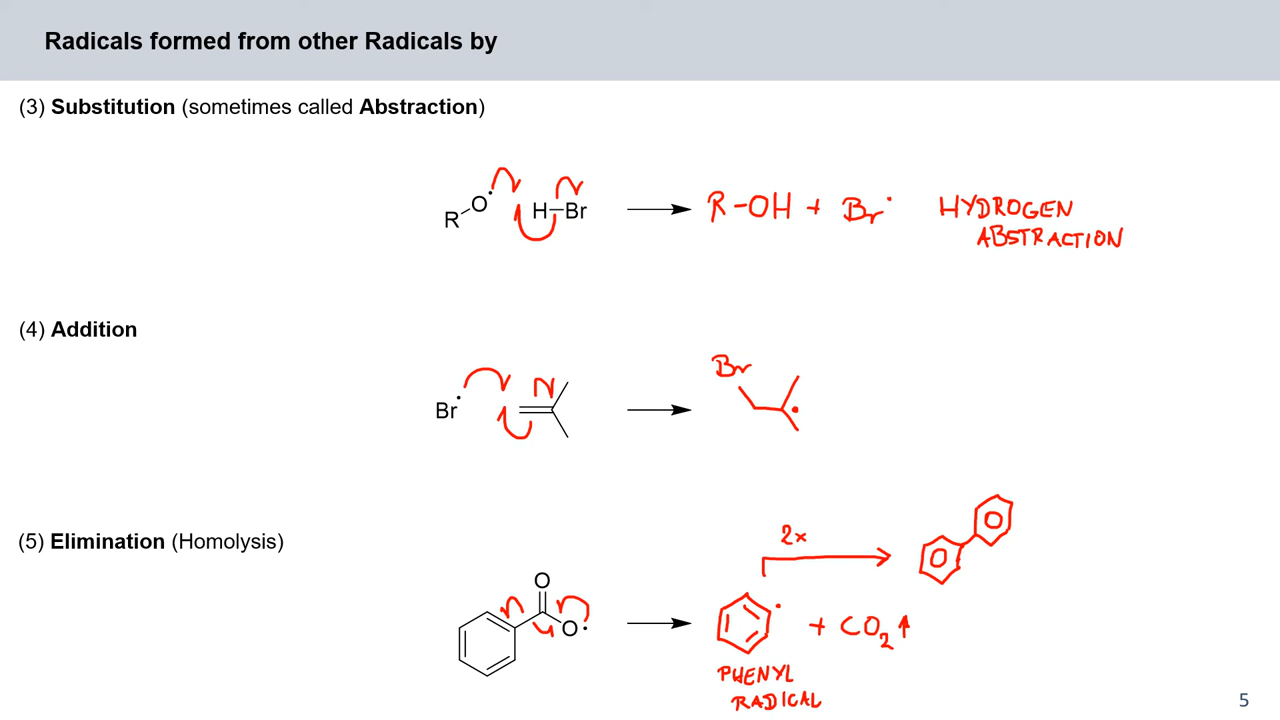 Radicals formed from other Radicals by
(3) Substitution (sometimes called Abstraction)
R O • H Br
R-OH + Br•
HYDROGEN
ABSTRACTION
(4) Addition
Br•
Br
(5) Elimination (Homolysis)
2x
O
O•
+ CO2↑
PHENYL
RADICAL
5